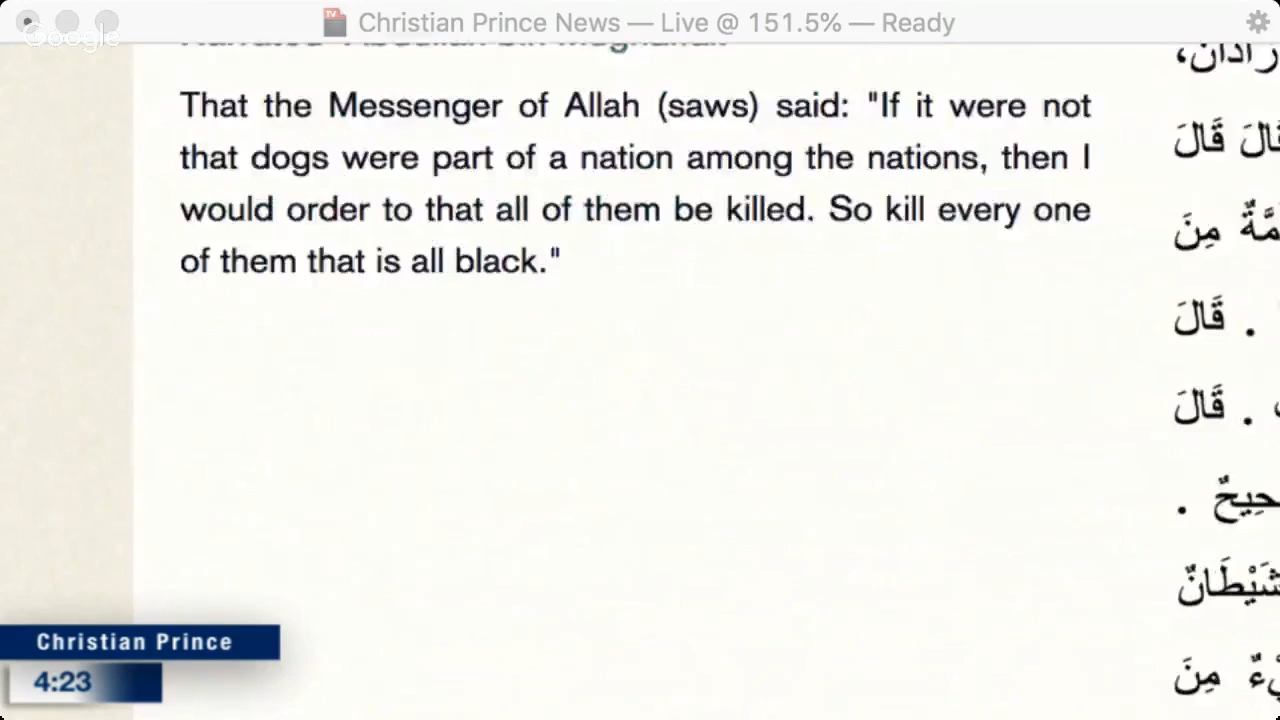 Christian Prince News — Live @ 151.5% — Ready
Google
That the Messenger of Allah (saws) said: "If it were not
that dogs were part of a nation among the nations, then I
would order to that all of them be killed. So kill every one
of them that is all black."
قَالَ
مِنَ
قَالَ .
قَالَ .
.
مِنَ
Christian Prince
4:23